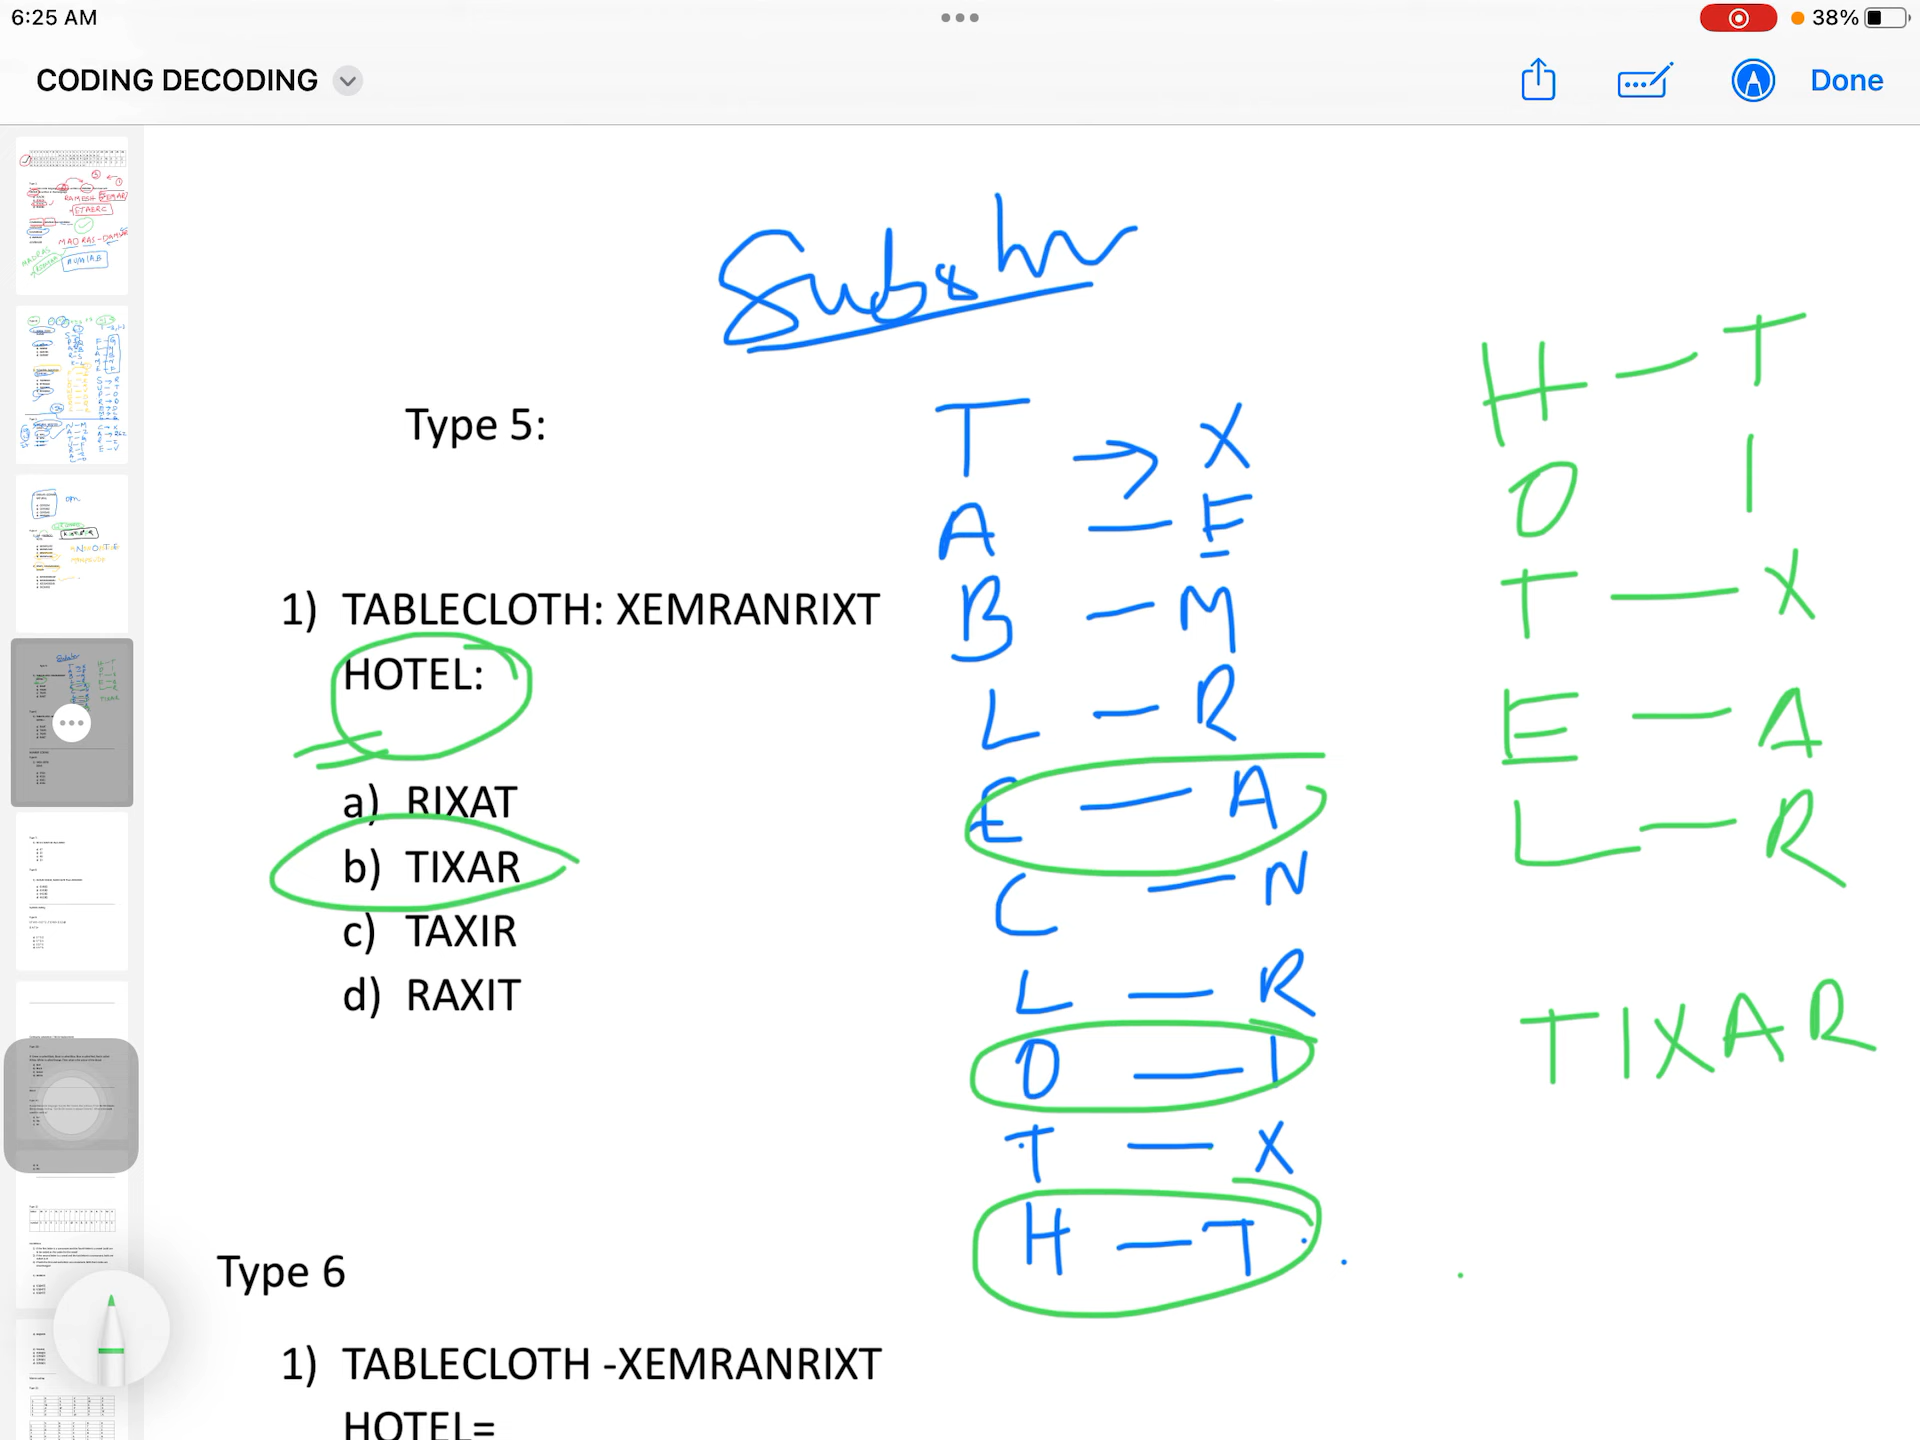 6:25 AM
38%
CODING DECODING
Done
Type 5:
1) TABLECLOTH: XEMRANRIXT
HOTEL:
a) RIXAT
b) TIXAR
c) TAXIR
d) RAXIT
T → X
A — E
B — M
L — R
E — A
C — N
L — R
O — I
T — X
H — T
H — T
O I
T — X
E — A
L — R
TIXAR
Type 6
1) TABLECLOTH -XEMRANRIXT
HOTEL=